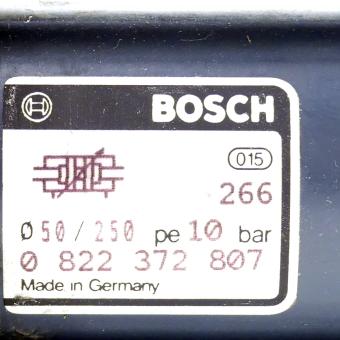 BOSCH
015
266
Ø 50 / 250 pe 10 bar
0 822 372 807
Made in Germany